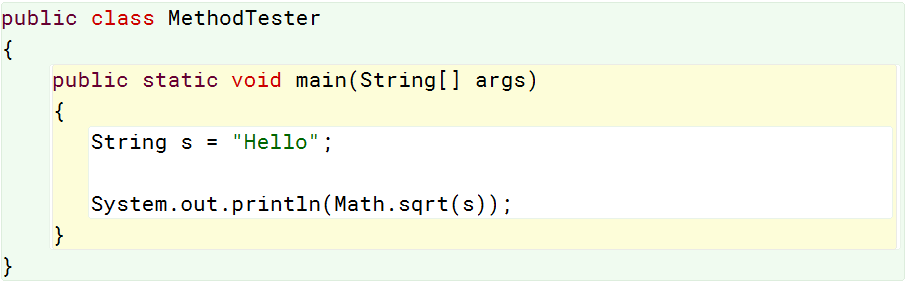 public class MethodTester
{
public static void main(String[] args)
{
String s = "Hello";
System.out.println(Math.sqrt(s));
}
}